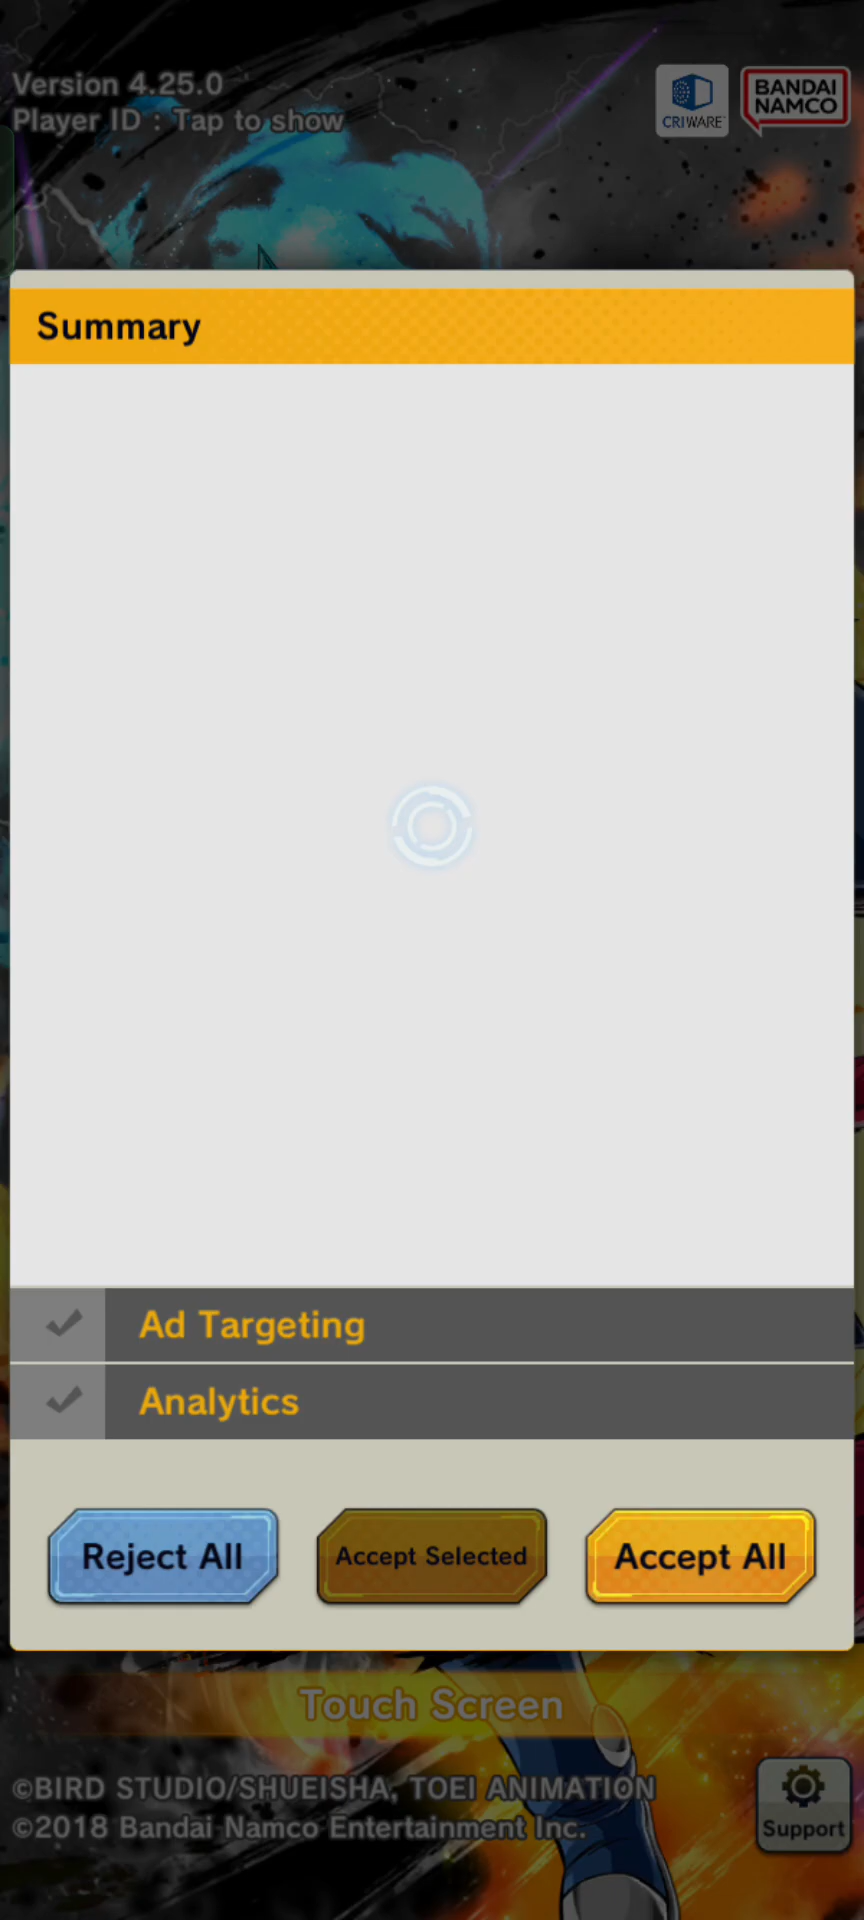 Version 4.25.0
Player ID : Tap to show
CRIWARE
BANDAI
NAMCO
Summary
Ad Targeting
Analytics
Reject All
Accept Selected
Accept All
Touch Screen
©BIRD STUDIO/SHUEISHA, TOEI ANIMATION
©2018 Bandai Namco Entertainment Inc.
Support